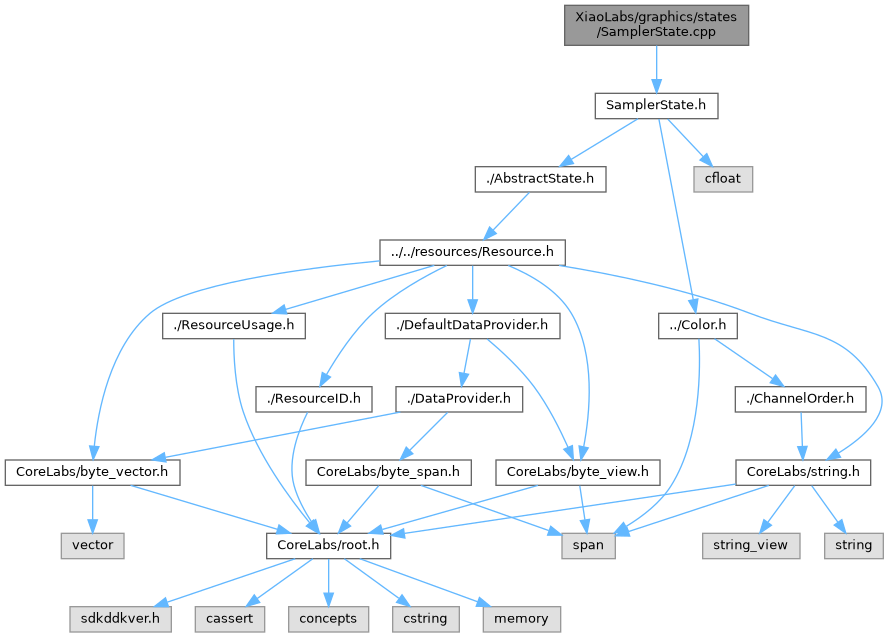 XiaoLabs/graphics/states
/SamplerState.cpp
SamplerState.h
./AbstractState.h
cfloat
../../resources/Resource.h
./ResourceUsage.h
./DefaultDataProvider.h
../Color.h
./ResourceID.h
./DataProvider.h
./ChannelOrder.h
CoreLabs/byte_vector.h
CoreLabs/byte_span.h
CoreLabs/byte_view.h
CoreLabs/string.h
vector
CoreLabs/root.h
span
string_view
string
sdkddkver.h
cassert
concepts
cstring
memory